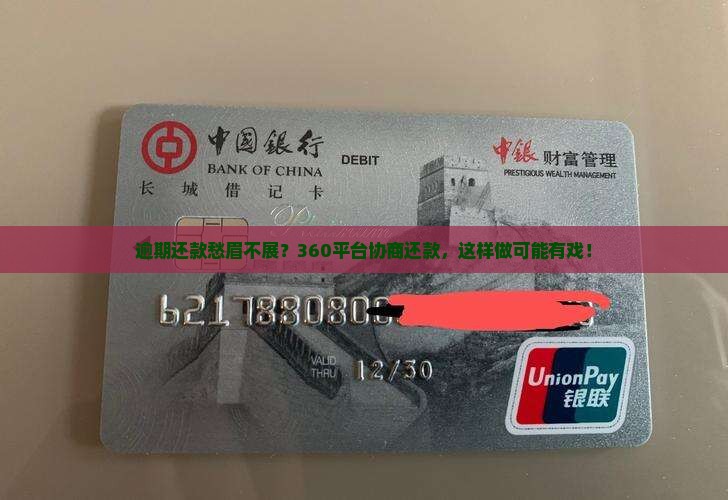 中国银行
BANK OF CHINA
DEBIT
中銀 财富管理
PRESTIGIOUS WEALTH MANAGEMENT
长城借记卡
逾期还款愁眉不展？360平台协商还款，这样做可能有戏！
621788080
VALID THRU 12/30
UnionPay
银联